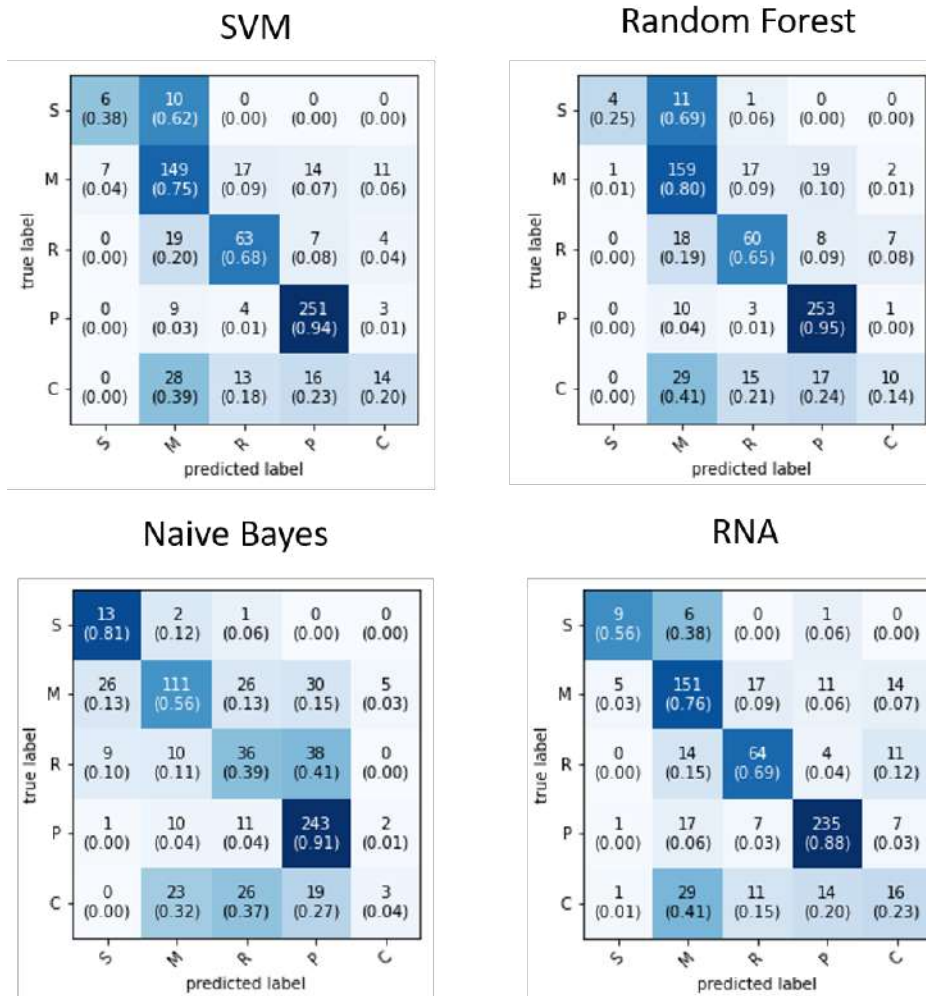 SVM
S 6 10 0 0 0
(0.38) (0.62) (0.00) (0.00) (0.00)
M 7 149 17 14 11
(0.04) (0.75) (0.09) (0.07) (0.06)
R 0 19 63 7 4
(0.00) (0.20) (0.68) (0.08) (0.04)
P 0 9 4 251 3
(0.00) (0.03) (0.01) (0.94) (0.01)
C 0 28 13 16 14
(0.00) (0.39) (0.18) (0.23) (0.20)
true label
S M R P C
predicted label
Random Forest
S 4 11 1 0 0
(0.25) (0.69) (0.06) (0.00) (0.00)
M 1 159 17 19 2
(0.01) (0.80) (0.09) (0.10) (0.01)
R 0 18 60 8 7
(0.00) (0.19) (0.65) (0.09) (0.08)
P 0 10 3 253 1
(0.00) (0.04) (0.01) (0.95) (0.00)
C 0 29 15 17 10
(0.00) (0.41) (0.21) (0.24) (0.14)
true label
S M R P C
predicted label
Naive Bayes
S 13 2 1 0 0
(0.81) (0.12) (0.06) (0.00) (0.00)
M 26 111 26 30 5
(0.13) (0.56) (0.13) (0.15) (0.03)
R 9 10 36 38 0
(0.10) (0.11) (0.39) (0.41) (0.00)
P 1 10 11 243 2
(0.00) (0.04) (0.04) (0.91) (0.01)
C 0 23 26 19 3
(0.00) (0.32) (0.37) (0.27) (0.04)
true label
S M R P C
predicted label
RNA
S 9 6 0 1 0
(0.56) (0.38) (0.00) (0.06) (0.00)
M 5 151 17 11 14
(0.03) (0.76) (0.09) (0.06) (0.07)
R 0 14 64 4 11
(0.00) (0.15) (0.69) (0.04) (0.12)
P 1 17 7 235 7
(0.00) (0.06) (0.03) (0.88) (0.03)
C 1 29 11 14 16
(0.01) (0.41) (0.15) (0.20) (0.23)
true label
S M R P C
predicted label